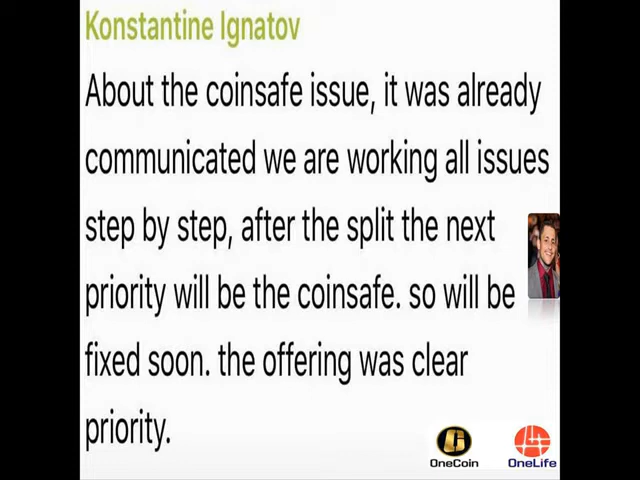 Konstantine Ignatov
About the coinsafe issue, it was already
communicated we are working all issues
step by step, after the split the next
priority will be the coinsafe. so will be
fixed soon. the offering was clear
priority.
OneCoin OneLife